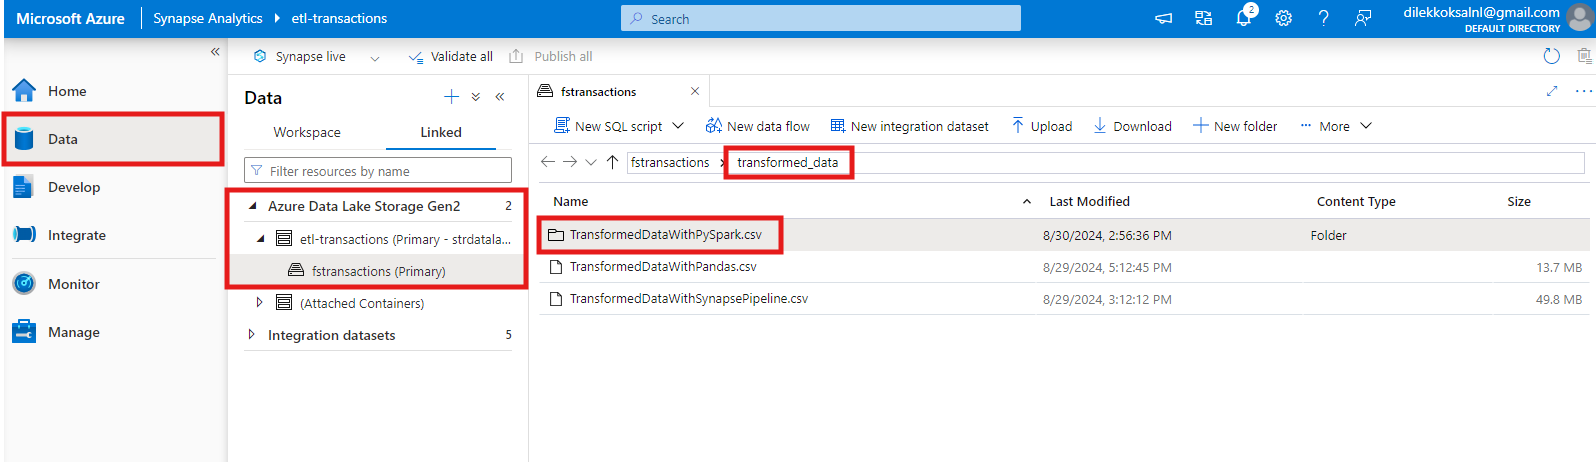 Microsoft Azure Synapse Analytics etl-transactions Search 2 dilekkoksalnl@gmail.com
DEFAULT DIRECTORY
Synapse live Validate all Publish all
Home
Data
Develop
Integrate
Monitor
Manage
Data
Workspace Linked
Filter resources by name
Azure Data Lake Storage Gen2 2
etl-transactions (Primary - strdatala...
fstransactions (Primary)
(Attached Containers)
Integration datasets 5
fstransactions
New SQL script New data flow New integration dataset Upload Download New folder More
fstransactions transformed_data
Name Last Modified Content Type Size
TransformedDataWithPySpark.csv 8/30/2024, 2:56:36 PM Folder
TransformedDataWithPandas.csv 8/29/2024, 5:12:45 PM 13.7 MB
TransformedDataWithSynapsePipeline.csv 8/29/2024, 3:12:12 PM 49.8 MB